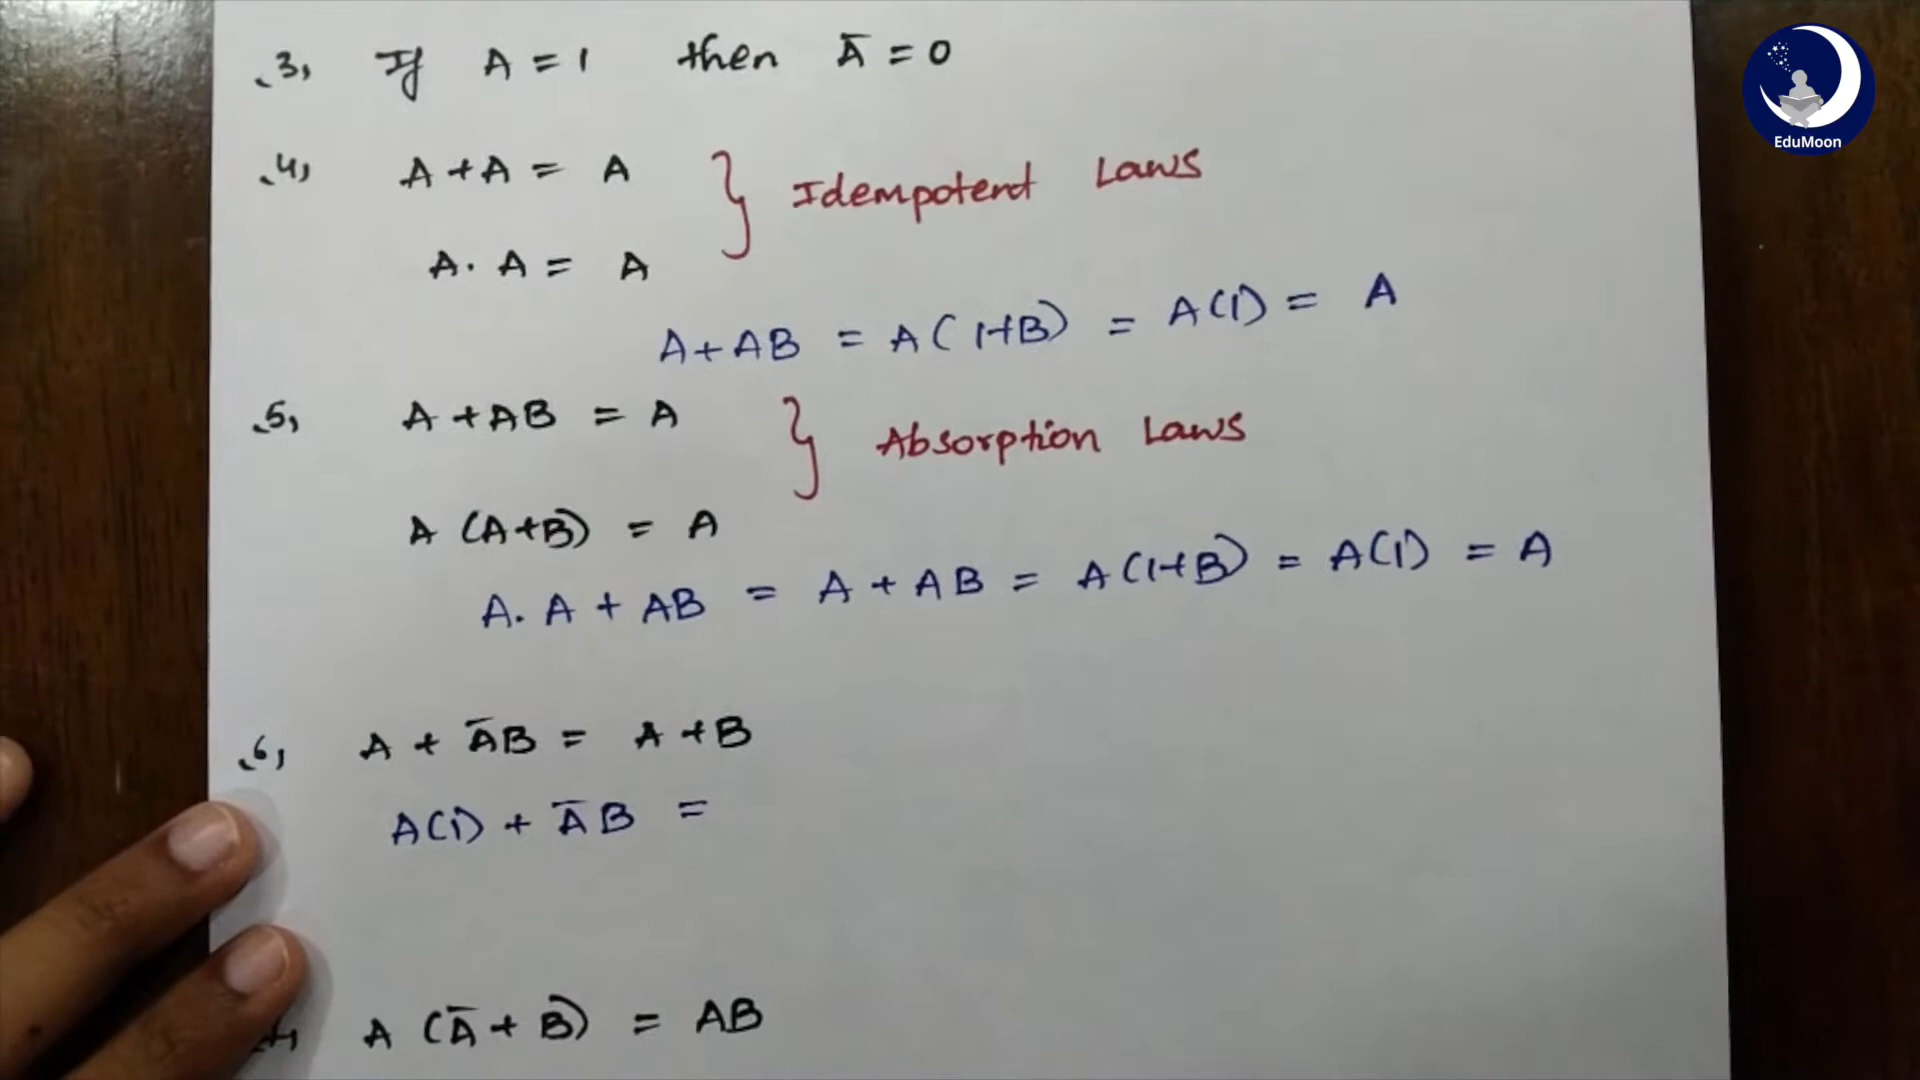 3, If A = 1 then Ā = 0
EduMoon
4, A + A = A
Idempotent Laws
A . A = A
A + AB = A (1+B) = A(1) = A
5, A + AB = A
Absorption Laws
A (A+B) = A
A . A + AB = A + AB = A(1+B) = A(1) = A
6, A + ĀB = A + B
A(1) + ĀB =
A (Ā + B) = AB